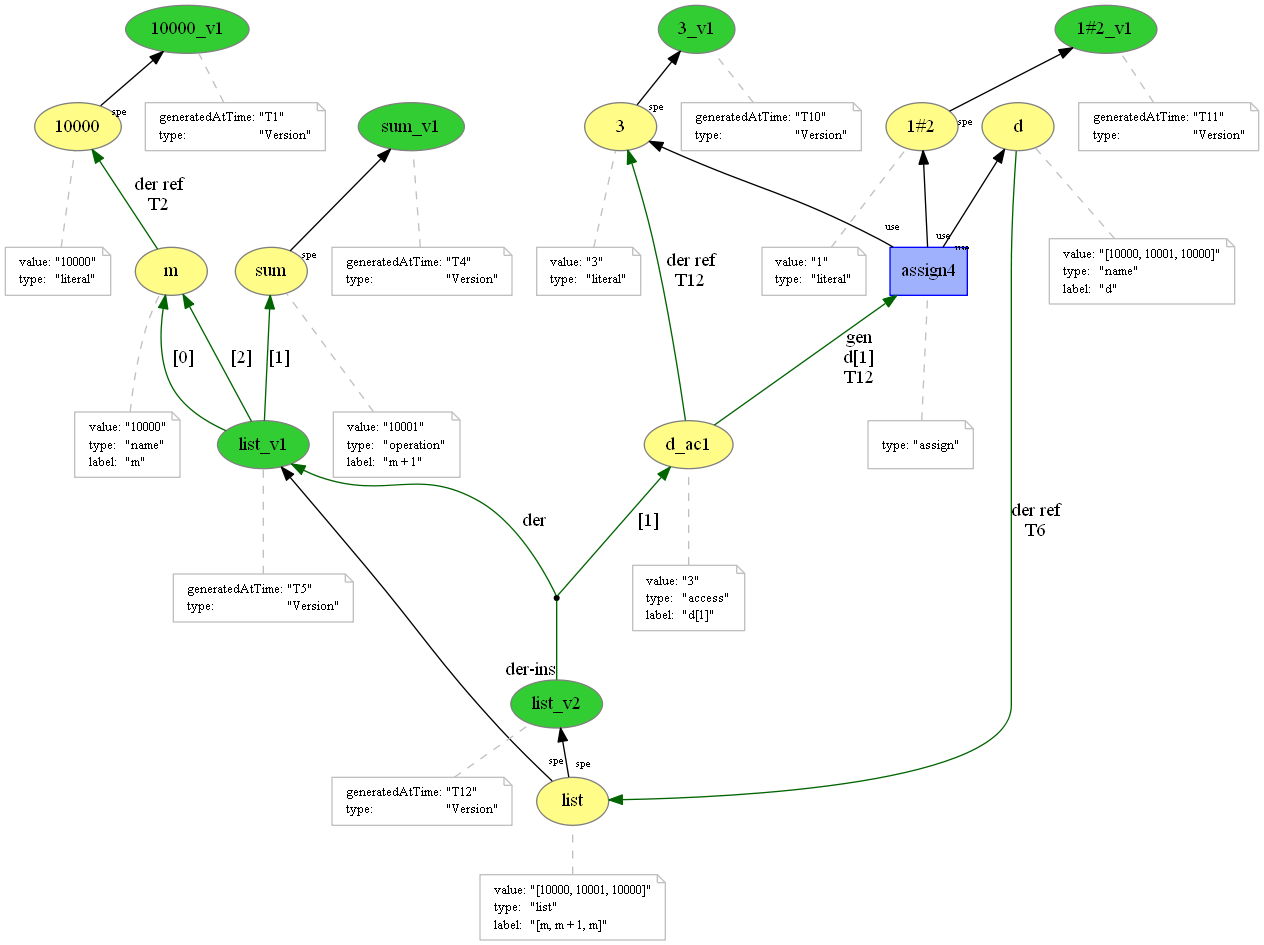 10000_v1
3_v1
1#2_v1
generatedAtTime: "T1"
type: "Version"
generatedAtTime: "T10"
type: "Version"
generatedAtTime: "T11"
type: "Version"
spe
spe
spe
10000
sum_v1
3
1#2
d
der ref
T2
use
use
use
value: "10000"
type: "literal"
m
sum
spe
generatedAtTime: "T4"
type: "Version"
value: "3"
type: "literal"
der ref
T12
value: "1"
type: "literal"
assign4
value: "[10000, 10001, 10000]"
type: "name"
label: "d"
[0]
[2]
[1]
gen
d[1]
T12
value: "10000"
type: "name"
label: "m"
list_v1
value: "10001"
type: "operation"
label: "m + 1"
d_ac1
type: "assign"
der
[1]
der ref
T6
generatedAtTime: "T5"
type: "Version"
value: "3"
type: "access"
label: "d[1]"
der-ins
list_v2
spe
spe
generatedAtTime: "T12"
type: "Version"
list
value: "[10000, 10001, 10000]"
type: "list"
label: "[m, m + 1, m]"